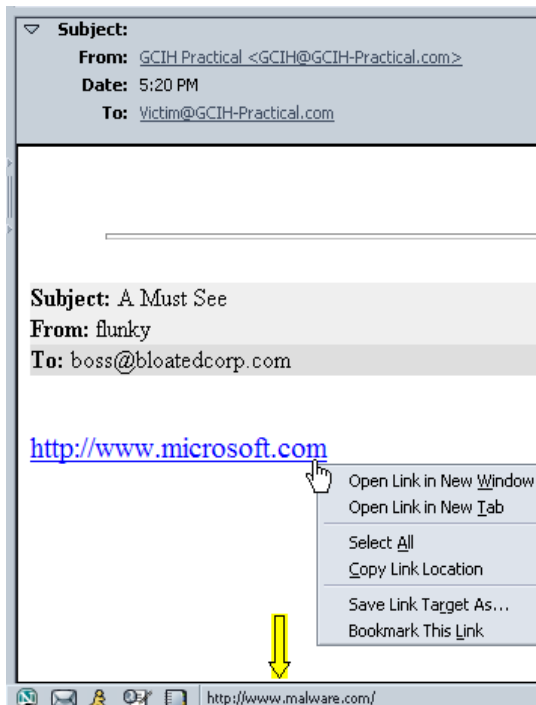 Subject:
From: GCIH Practical <GCIH@GCIH-Practical.com>
Date: 5:20 PM
To: Victim@GCIH-Practical.com
Subject: A Must See
From: flunky
To: boss@bloatedcorp.com
http://www.microsoft.com
Open Link in New Window
Open Link in New Tab
Select All
Copy Link Location
Save Link Target As...
Bookmark This Link
http://www.malware.com/